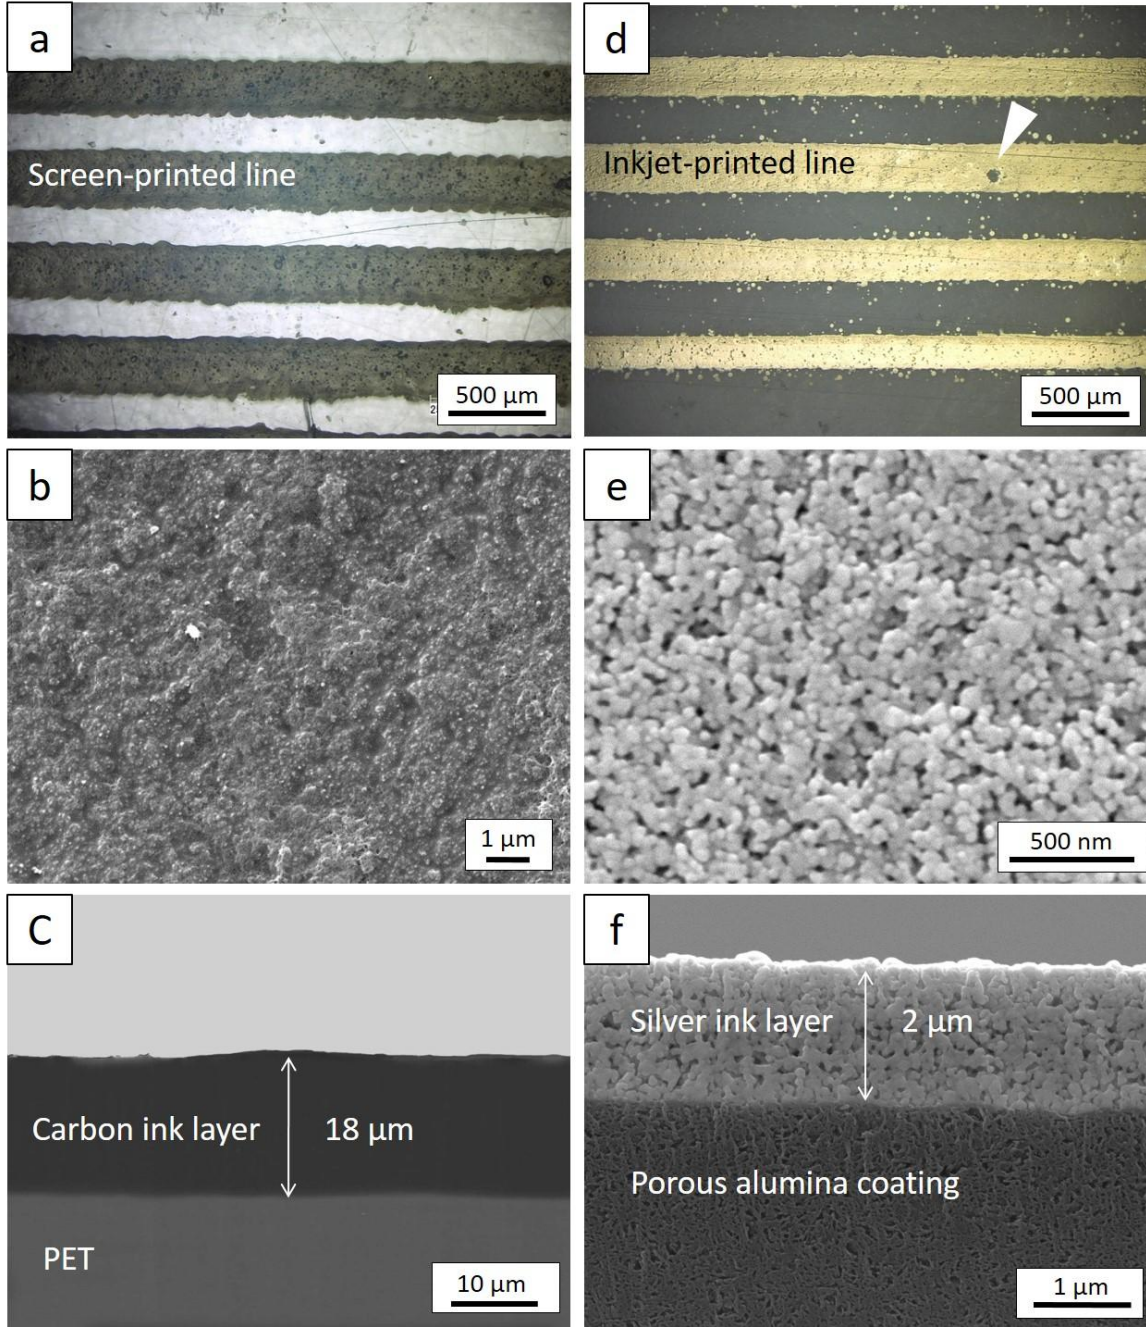 a
Screen-printed line
500 µm
d
Inkjet-printed line
500 µm
b
1 µm
e
500 nm
C
Carbon ink layer
18 µm
PET
10 µm
f
Silver ink layer
2 µm
Porous alumina coating
1 µm